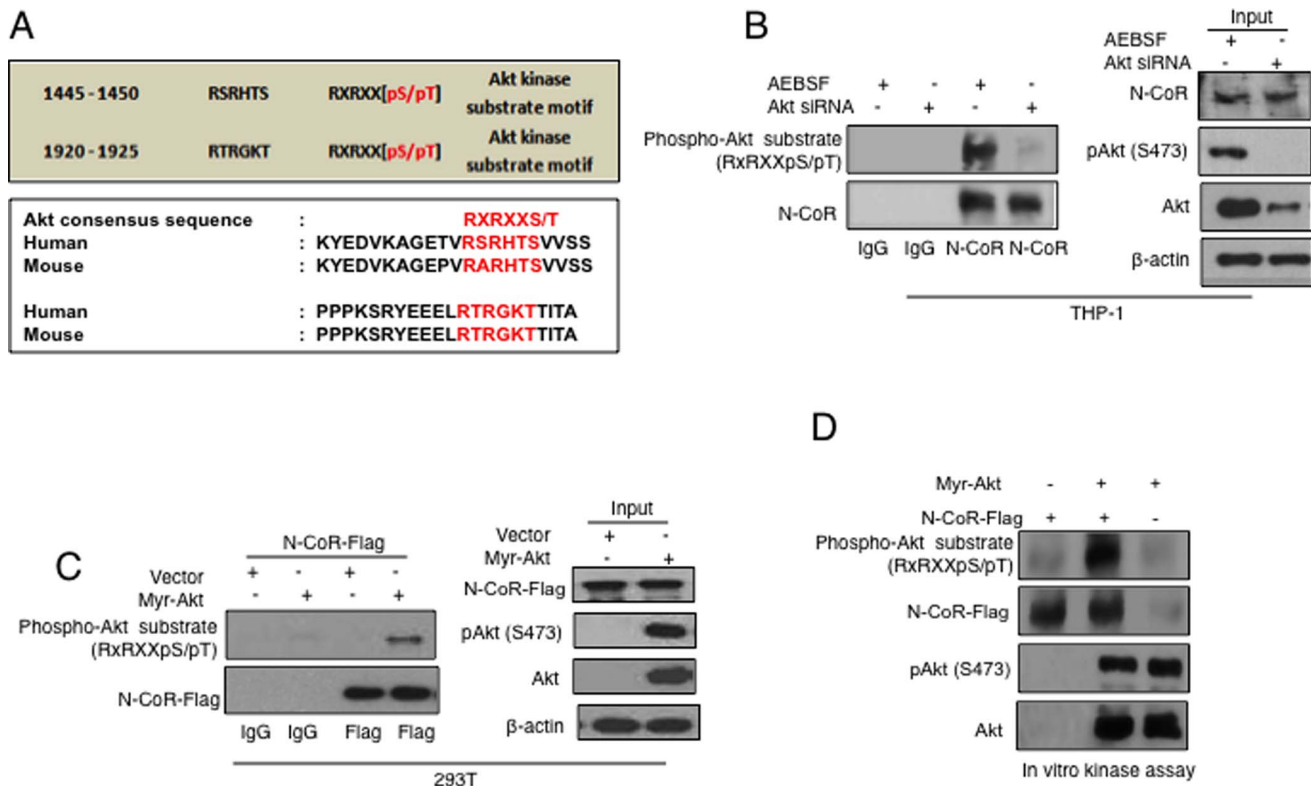 A
1445-1450 RSRHTS RXRXX[pS/pT] Akt kinase substrate motif
1920-1925 RTRGKT RXRXX[pS/pT] Akt kinase substrate motif
Akt consensus sequence : RXRXXS/T
Human : KYEDVKAGETVRSRHTSVVSS
Mouse : KYEDVKAGEPVRARHTSVVSS
Human : PPPKSRYEEELRTRGKTTITA
Mouse : PPPKSRYEEELRTRGKTTITA
B
AEBSF + - + -
Akt siRNA - + - +
Phospho-Akt substrate
(RxRXXpS/pT)
N-CoR
IgG IgG N-CoR N-CoR
Input
AEBSF + -
Akt siRNA - +
N-CoR
pAkt (S473)
Akt
β-actin
THP-1
C
N-CoR-Flag
Vector + - + -
Myr-Akt - + - +
Phospho-Akt substrate
(RxRXXpS/pT)
N-CoR-Flag
IgG IgG Flag Flag
Input
Vector + -
Myr-Akt - +
N-CoR-Flag
pAkt (S473)
Akt
β-actin
293T
D
Myr-Akt - + +
N-CoR-Flag + + -
Phospho-Akt substrate
(RxRXXpS/pT)
N-CoR-Flag
pAkt (S473)
Akt
In vitro kinase assay